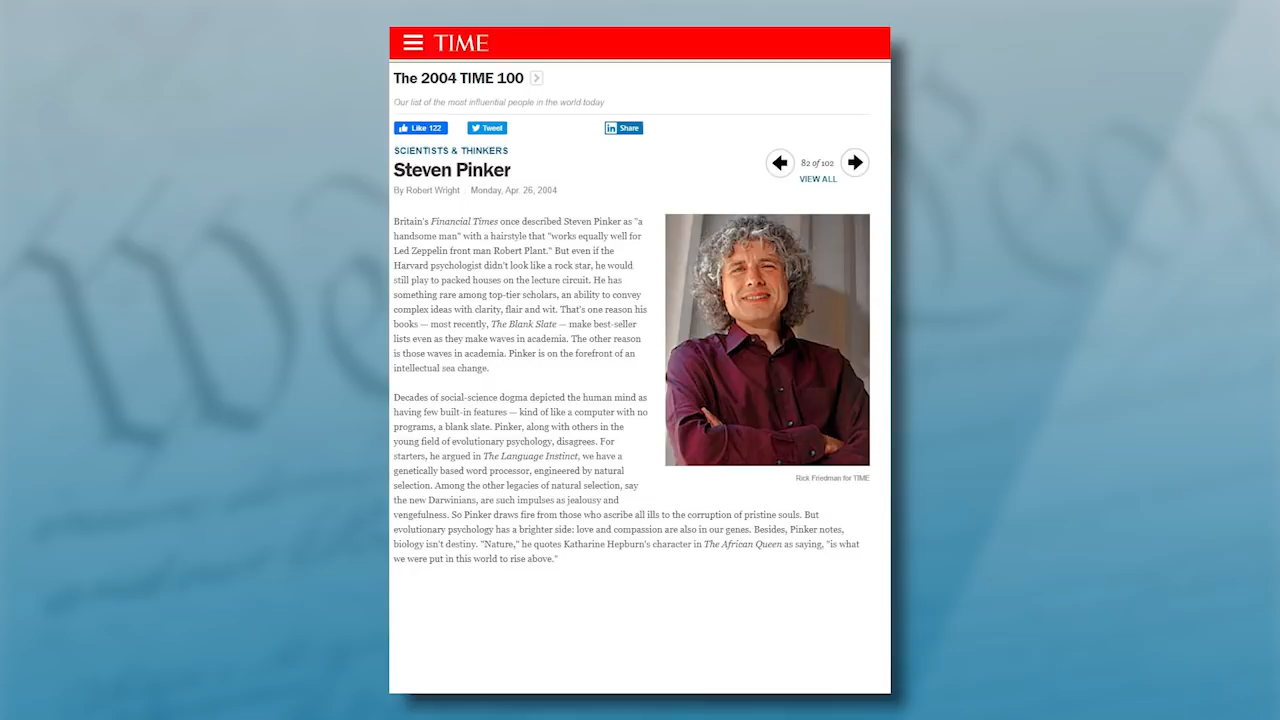 TIME
The 2004 TIME 100
Our list of the most influential people in the world today
Like 122
Tweet
Share
SCIENTISTS & THINKERS
Steven Pinker
82 of 102
VIEW ALL
By Robert Wright Monday, Apr. 26, 2004
Britain's Financial Times once described Steven Pinker as "a
handsome man" with a hairstyle that "works equally well for
Led Zeppelin front man Robert Plant." But even if the
Harvard psychologist didn't look like a rock star, he would
still play to packed houses on the lecture circuit. He has
something rare among top-tier scholars, an ability to convey
complex ideas with clarity, flair and wit. That's one reason his
books — most recently, The Blank Slate — make best-seller
lists even as they make waves in academia. The other reason
is those waves in academia. Pinker is on the forefront of an
intellectual sea change.
Decades of social-science dogma depicted the human mind as
having few built-in features — kind of like a computer with no
programs, a blank slate. Pinker, along with others in the
young field of evolutionary psychology, disagrees. For
starters, he argued in The Language Instinct, we have a
genetically based word processor, engineered by natural
selection. Among the other legacies of natural selection, say
the new Darwinians, are such impulses as jealousy and
vengefulness. So Pinker draws fire from those who ascribe all ills to the corruption of pristine souls. But
evolutionary psychology has a brighter side: love and compassion are also in our genes. Besides, Pinker notes,
biology isn't destiny. "Nature," he quotes Katharine Hepburn's character in The African Queen as saying, "is what
we were put in this world to rise above."
Rick Friedman for TIME